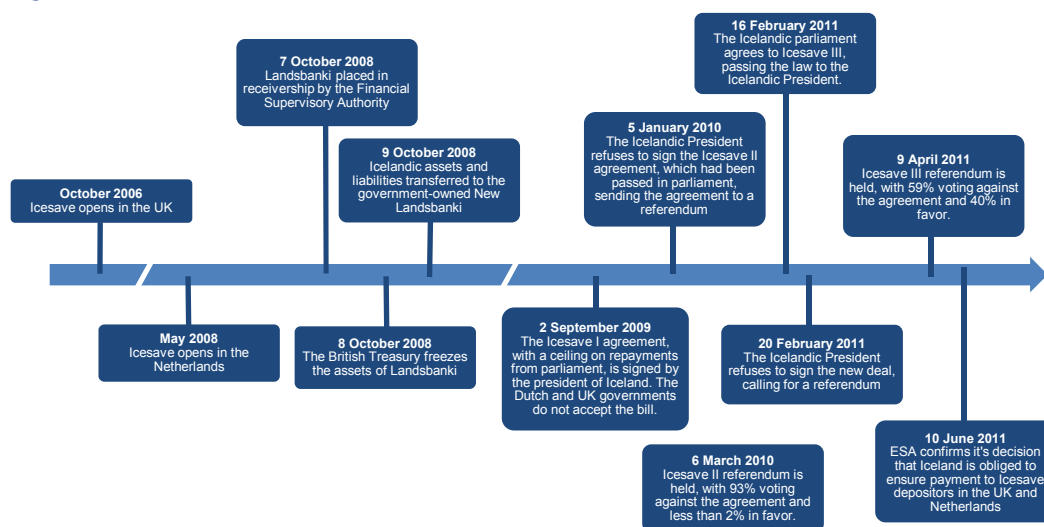 October 2006
Icesave opens in the UK
May 2008
Icesave opens in the
Netherlands
7 October 2008
Landsbanki placed in
receivership by the Financial
Supervisory Authority
8 October 2008
The British Treasury freezes
the assets of Landsbanki
9 October 2008
Icelandic assets and
liabilities transferred to the
government-owned New
Landsbanki
2 September 2009
The Icesave I agreement,
with a ceiling on repayments
from parliament, is signed by
the president of Iceland. The
Dutch and UK governments
do not accept the bill.
5 January 2010
The Icelandic President
refuses to sign the Icesave II
agreement, which had been
passed in parliament,
sending the agreement to a
referendum
6 March 2010
Icesave II referendum is
held, with 93% voting
against the agreement and
less than 2% in favor.
16 February 2011
The Icelandic parliament
agrees to Icesave III,
passing the law to the
Icelandic President.
20 February 2011
The Icelandic President
refuses to sign the new deal,
calling for a referendum
9 April 2011
Icesave III referendum is
held, with 59% voting against
the agreement and 40% in
favor.
10 June 2011
ESA confirms it's decision
that Iceland is obliged to
ensure payment to Icesave
depositors in the UK and
Netherlands